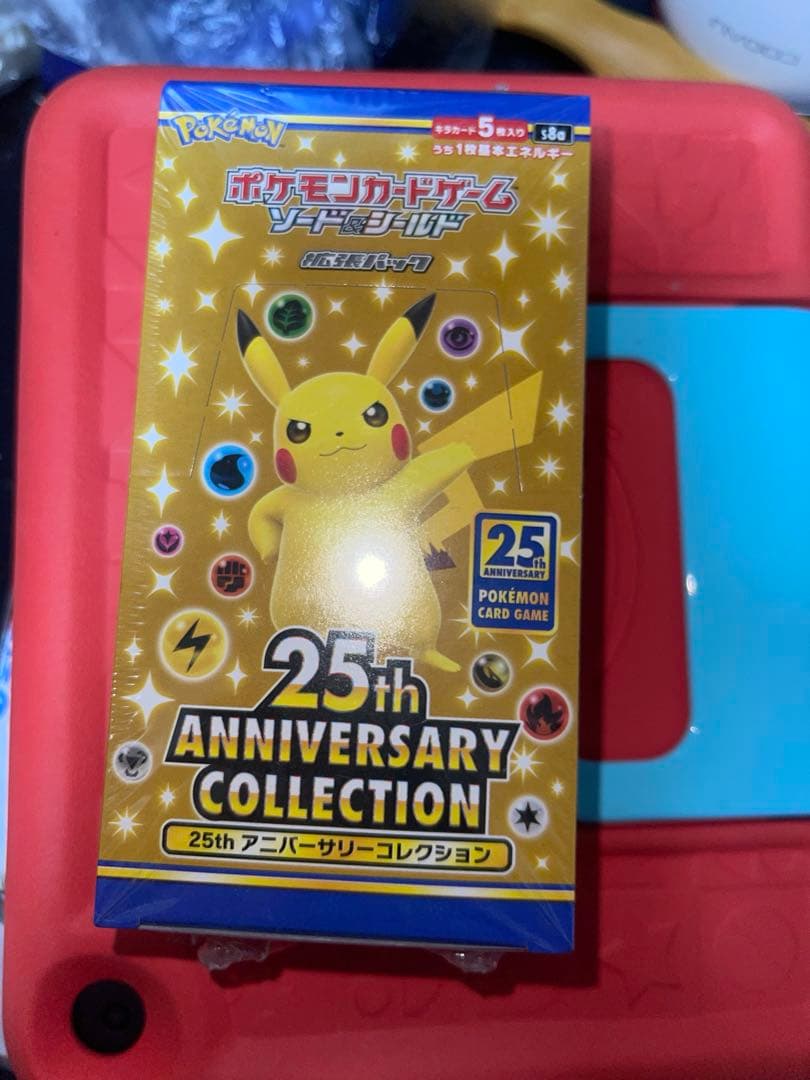 Pokémon
キラカード5枚入り
s8a
うち1枚基本エネルギー
ポケモンカードゲーム
ソード&シールド
拡張パック
25th
ANNIVERSARY
POKÉMON
CARD GAME
25th
ANNIVERSARY
COLLECTION
25th アニバーサリーコレクション